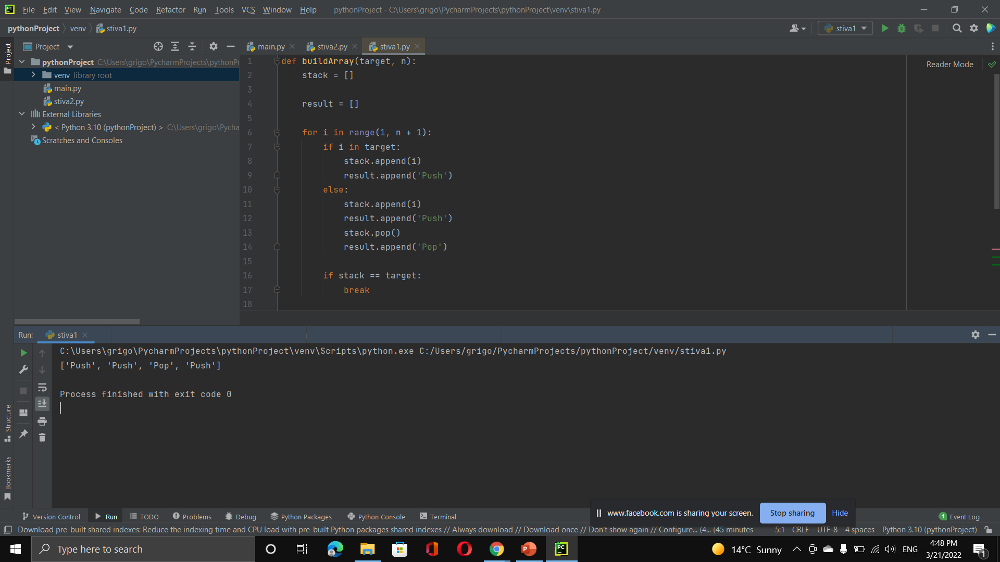 File Edit View Navigate Code Refactor Run Tools VCS Window Help pythonProject - C:\Users\grigo\PycharmProjects\pythonProject\venv\stiva1.py
pythonProject venv stiva1.py stiva1
Project main.py stiva2.py stiva1.py
Project
pythonProject C:\Users\grigo\PycharmProjects\pythonP
venv library root
main.py
stiva2.py
External Libraries
< Python 3.10 (pythonProject) > C:\Users\grigo\Pycha
Scratches and Consoles
Reader Mode
1 def buildArray(target, n):
2 stack = []
3
4 result = []
5
6 for i in range(1, n + 1):
7 if i in target:
8 stack.append(i)
9 result.append('Push')
10 else:
11 stack.append(i)
12 result.append('Push')
13 stack.pop()
14 result.append('Pop')
15
16 if stack == target:
17 break
18
Run: stiva1
C:\Users\grigo\PycharmProjects\pythonProject\venv\Scripts\python.exe C:/Users/grigo/PycharmProjects/pythonProject/venv/stiva1.py
['Push', 'Push', 'Pop', 'Push']
Process finished with exit code 0
Structure
Bookmarks
www.facebook.com is sharing your screen. Stop sharing Hide
Version Control Run TODO Problems Debug Python Packages Python Console Terminal 1 Event Log
Download pre-built shared indexes: Reduce the indexing time and CPU load with pre-built Python packages shared indexes // Always download // Download once // Don't show again // Configure... (4... (45 minutes 5:1 CRLF UTF-8 4 spaces Python 3.10 (pythonProject)
Type here to search 14°C Sunny ENG 4:48 PM
3/21/2022 1